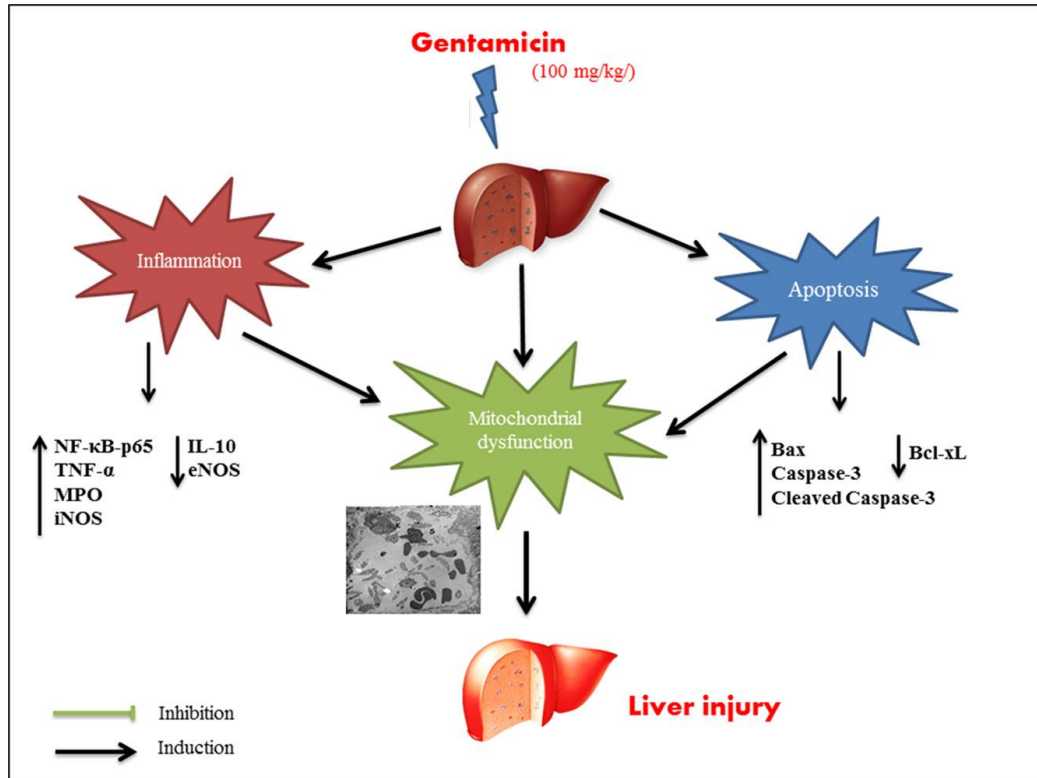 Gentamicin
(100 mg/kg/)
Inflammation
Apoptosis
Mitochondrial
dysfunction
NF-κB-p65
TNF-α
MPO
iNOS
IL-10
eNOS
Bax
Caspase-3
Cleaved Caspase-3
Bcl-xL
Liver injury
Inhibition
Induction